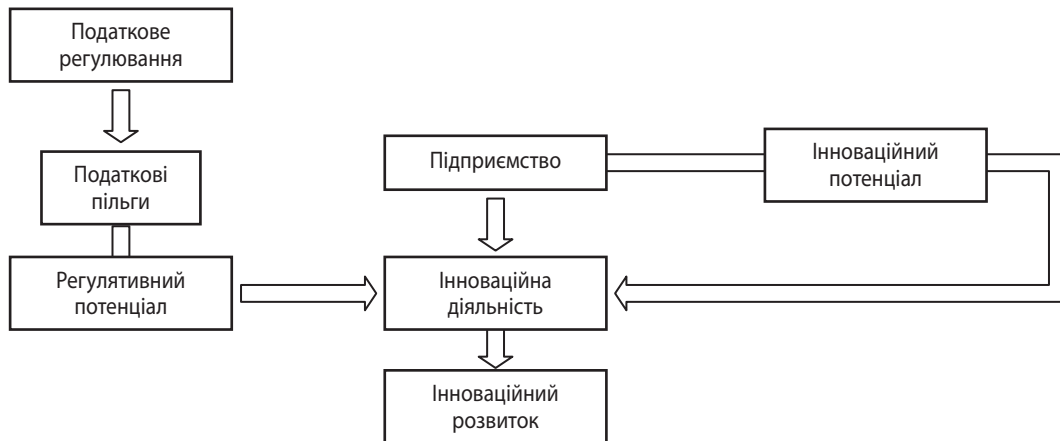 Податкове
регулювання
Податкові
пільги
Регулятивний
потенціал
Підприємство
Інноваційний
потенціал
Інноваційна
діяльність
Інноваційний
розвиток